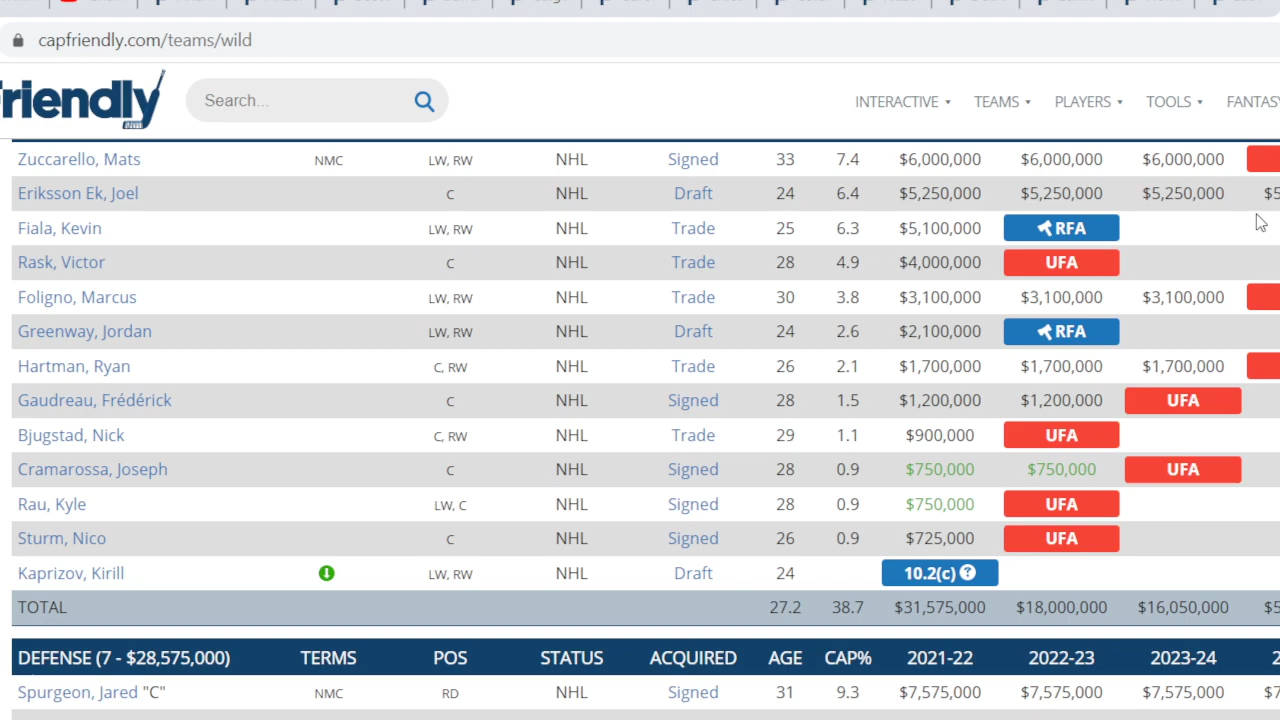 capfriendly.com/teams/wild
friendly Search... INTERACTIVE TEAMS PLAYERS TOOLS FANTASY
Zuccarello, Mats NMC LW, RW NHL Signed 33 7.4 $6,000,000 $6,000,000 $6,000,000
Eriksson Ek, Joel C NHL Draft 24 6.4 $5,250,000 $5,250,000 $5,250,000 $5
Fiala, Kevin LW, RW NHL Trade 25 6.3 $5,100,000 RFA
Rask, Victor C NHL Trade 28 4.9 $4,000,000 UFA
Foligno, Marcus LW, RW NHL Trade 30 3.8 $3,100,000 $3,100,000 $3,100,000
Greenway, Jordan LW, RW NHL Draft 24 2.6 $2,100,000 RFA
Hartman, Ryan C, RW NHL Trade 26 2.1 $1,700,000 $1,700,000 $1,700,000
Gaudreau, Frédérick C NHL Signed 28 1.5 $1,200,000 $1,200,000 UFA
Bjugstad, Nick C, RW NHL Trade 29 1.1 $900,000 UFA
Cramarossa, Joseph C NHL Signed 28 0.9 $750,000 $750,000 UFA
Rau, Kyle LW, C NHL Signed 28 0.9 $750,000 UFA
Sturm, Nico C NHL Signed 26 0.9 $725,000 UFA
Kaprizov, Kirill LW, RW NHL Draft 24 10.2(c) ?
TOTAL 27.2 38.7 $31,575,000 $18,000,000 $16,050,000 $5
DEFENSE (7 - $28,575,000) TERMS POS STATUS ACQUIRED AGE CAP% 2021-22 2022-23 2023-24 2
Spurgeon, Jared "C" NMC RD NHL Signed 31 9.3 $7,575,000 $7,575,000 $7,575,000 $7